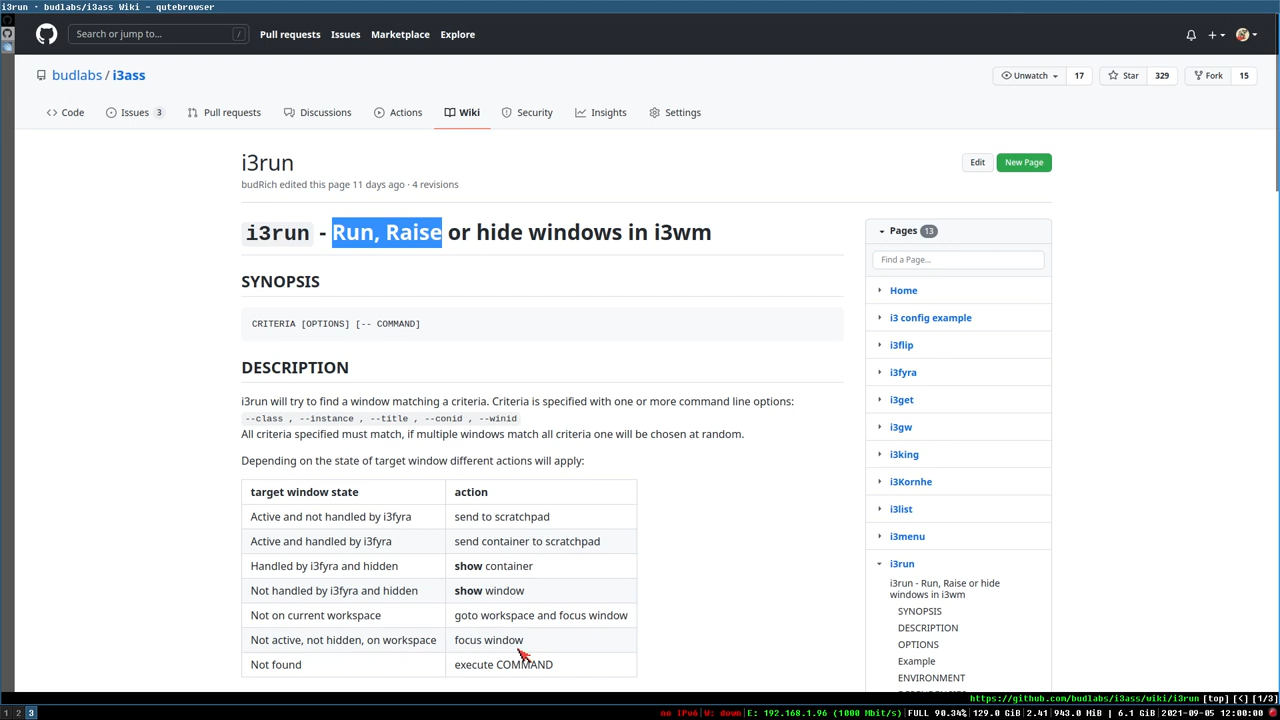 i3run · budlabs/i3ass Wiki - qutebrowser
Search or jump to... /
Pull requests Issues Marketplace Explore
budlabs / i3ass
Unwatch 17 Star 329 Fork 15
Code Issues 3 Pull requests Discussions Actions Wiki Security Insights Settings
i3run
Edit New Page
budRich edited this page 11 days ago · 4 revisions
i3run - Run, Raise or hide windows in i3wm
SYNOPSIS
CRITERIA [OPTIONS] [-- COMMAND]
DESCRIPTION
i3run will try to find a window matching a criteria. Criteria is specified with one or more command line options:
--class , --instance , --title , --conid , --winid
All criteria specified must match, if multiple windows match all criteria one will be chosen at random.
Depending on the state of target window different actions will apply:
target window state action
Active and not handled by i3fyra send to scratchpad
Active and handled by i3fyra send container to scratchpad
Handled by i3fyra and hidden show container
Not handled by i3fyra and hidden show window
Not on current workspace goto workspace and focus window
Not active, not hidden, on workspace focus window
Not found execute COMMAND
Pages 13
Find a Page...
Home
i3 config example
i3flip
i3fyra
i3get
i3gw
i3king
i3Kornhe
i3list
i3menu
i3run
i3run - Run, Raise or hide
windows in i3wm
SYNOPSIS
DESCRIPTION
OPTIONS
Example
ENVIRONMENT
https://github.com/budlabs/i3ass/wiki/i3run [top] [<] [1/3]
1 2 3
no IPv6|W: down|E: 192.168.1.96 (1000 Mbit/s)|FULL 90.34%|129.0 GiB|2.41|943.0 MiB | 6.1 GiB|2021-09-05 12:00:00